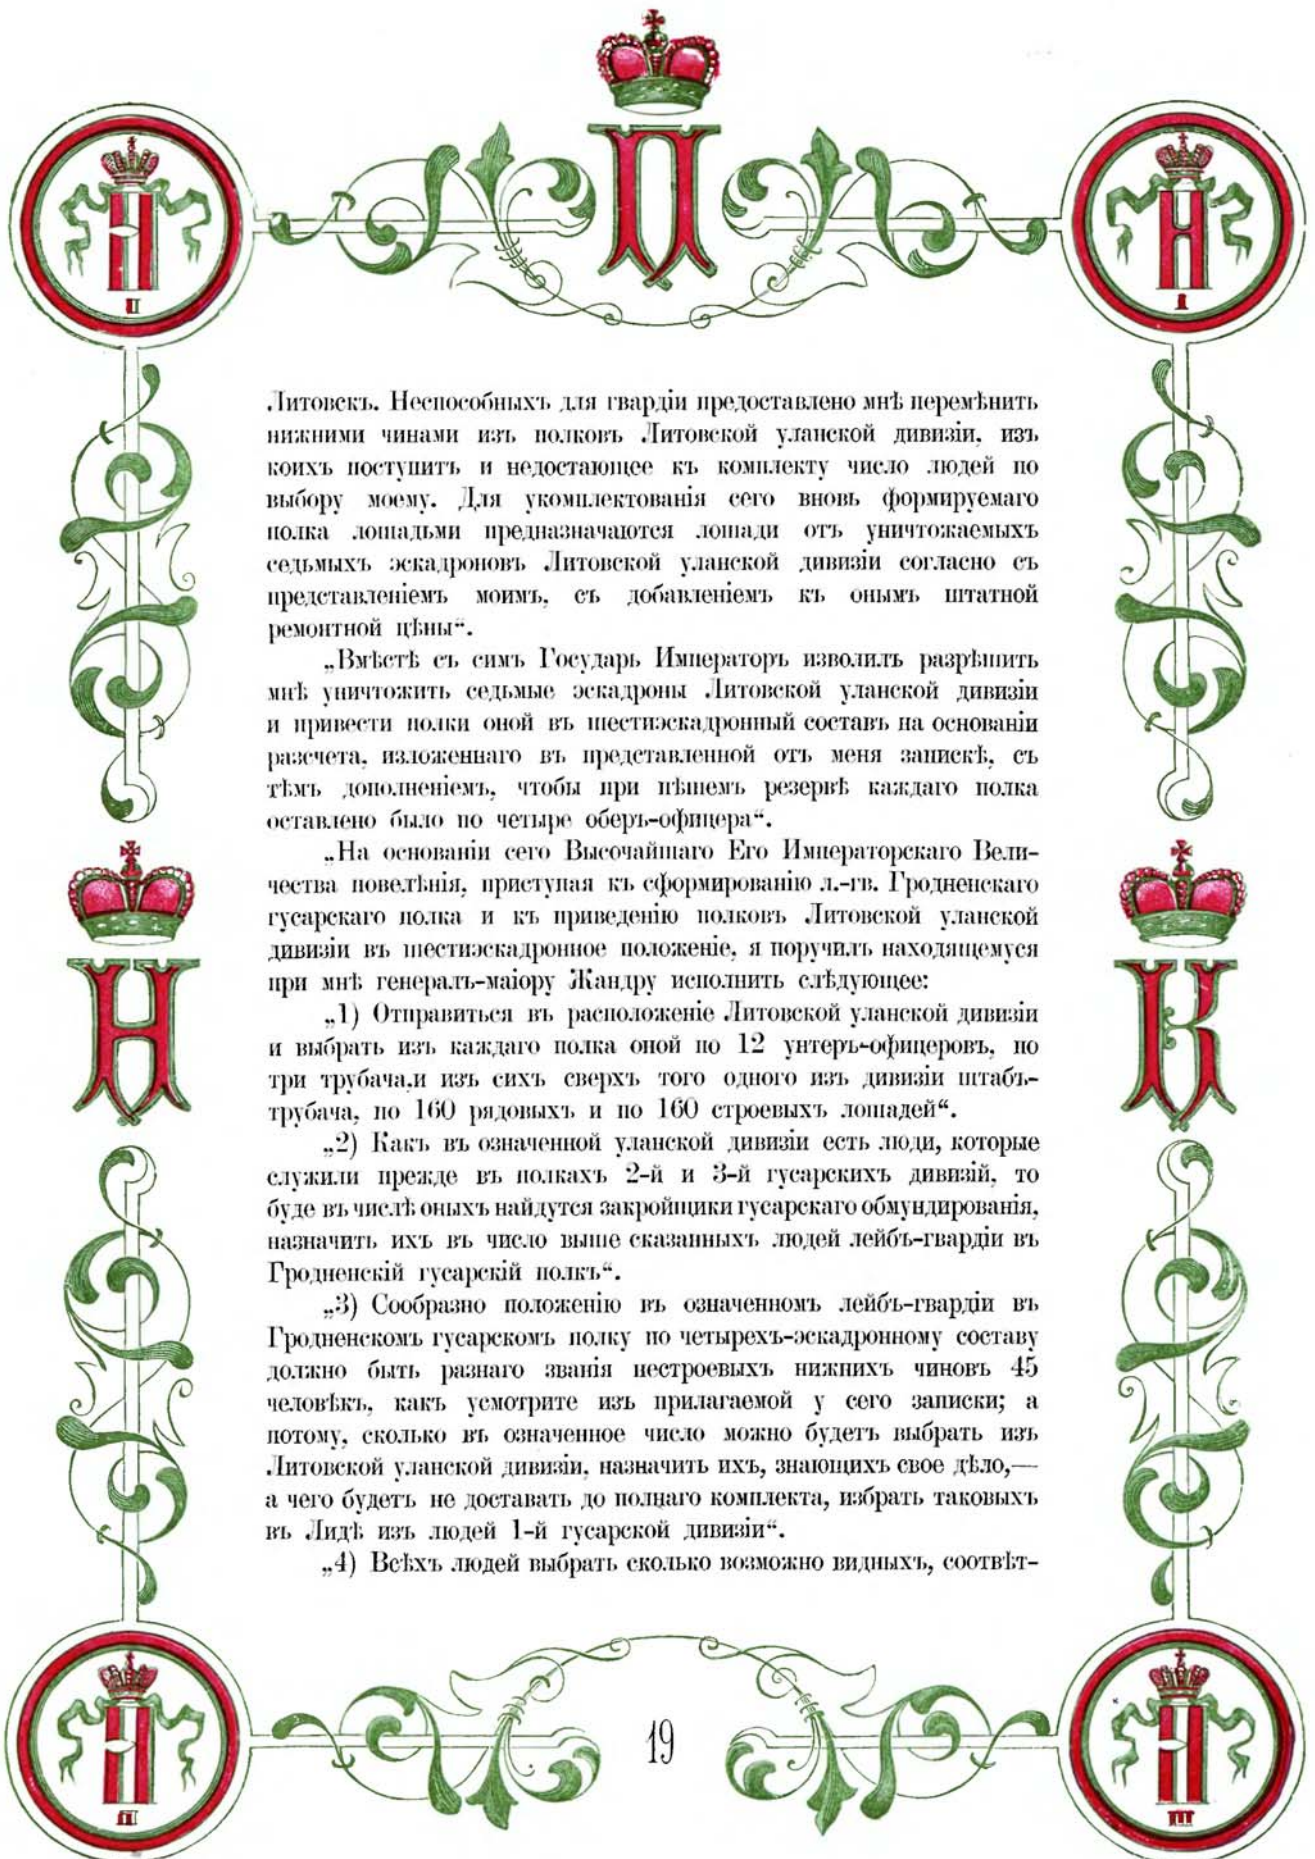 П
Н
II
Н
I
Литовскъ. Неспособныхъ для гвардіи предоставлено мнѣ перемѣнить
нижними чинами изъ полковъ Литовской уланской дивизіи, изъ
коихъ поступитъ и недостающее къ комплекту число людей по
выбору моему. Для укомплектованія сего вновь формируемаго
полка лошадьми предназначаются лошади отъ уничтожаемыхъ
седьмыхъ эскадроновъ Литовской уланской дивизіи согласно съ
представленіемъ моимъ, съ добавленіемъ къ онымъ штатной
ремонтной цѣны“.
„Вмѣстѣ съ симъ Государь Императоръ изволилъ разрѣшить
мнѣ уничтожить седьмые эскадроны Литовской уланской дивизіи
и привести полки оной въ шестиэскадронный составъ на основаніи
разсчета, изложеннаго въ представленной отъ меня запискѣ, съ
тѣмъ дополненіемъ, чтобы при пѣшемъ резервѣ каждаго полка
оставлено было по четыре оберъ-офицера“.
„На основаніи сего Высочайшаго Его Императорскаго Вели-
чества повелѣнія, приступая къ сформированію л.-гв. Гродненскаго
гусарскаго полка и къ приведенію полковъ Литовской уланской
дивизіи въ шестиэскадронное положеніе, я поручилъ находящемуся
при мнѣ генералъ-маіору Жандру исполнить слѣдующее:
„1) Отправиться въ расположеніе Литовской уланской дивизіи
и выбрать изъ каждаго полка оной по 12 унтеръ-офицеровъ, по
три трубача.и изъ сихъ сверхъ того одного изъ дивизіи штабъ-
трубача, по 160 рядовыхъ и по 160 строевыхъ лошадей“.
„2) Какъ въ означенной уланской дивизіи есть люди, которые
служили прежде въ полкахъ 2-й и 3-й гусарскихъ дивизій, то
буде въ числѣ оныхъ найдутся закройщики гусарскаго обмундированія,
назначить ихъ въ число выше сказанныхъ людей лейбъ-гвардіи въ
Гродненскій гусарскій полкъ“.
„3) Сообразно положенію въ означенномъ лейбъ-гвардіи въ
Гродненскомъ гусарскомъ полку по четырехъ-эскадронному составу
должно быть разнаго званія нестроевыхъ нижнихъ чиновъ 45
человѣкъ, какъ усмотрите изъ прилагаемой у сего записки; а
потому, сколько въ означенное число можно будетъ выбрать изъ
Литовской уланской дивизіи, назначить ихъ, знающихъ свое дѣло,—
а чего будетъ не доставать до полнаго комплекта, избрать таковыхъ
въ Лидѣ изъ людей 1-й гусарской дивизіи“.
„4) Всѣхъ людей выбрать сколько возможно видныхъ, соотвѣт-
Н
К
19
Н
II
Н
III